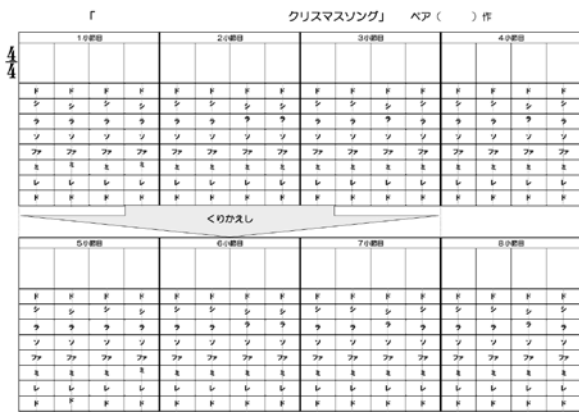 「 クリスマスソング」 ペア（ ）作
4/4
1小節目 2小節目 3小節目 4小節目
ド ド ド ド ド ド ド ド ド ド ド ド ド ド ド ド
シ シ シ シ シ シ シ シ シ シ シ シ シ シ シ シ
ラ ラ ラ ラ ラ ラ ラ ラ ラ ラ ラ ラ ラ ラ ラ ラ
ソ ソ ソ ソ ソ ソ ソ ソ ソ ソ ソ ソ ソ ソ ソ ソ
ファ ファ ファ ファ ファ ファ ファ ファ ファ ファ ファ ファ ファ ファ ファ ファ
ミ ミ ミ ミ ミ ミ ミ ミ ミ ミ ミ ミ ミ ミ ミ ミ
レ レ レ レ レ レ レ レ レ レ レ レ レ レ レ レ
ド ド ド ド ド ド ド ド ド ド ド ド ド ド ド ド
くりかえし
5小節目 6小節目 7小節目 8小節目
ド ド ド ド ド ド ド ド ド ド ド ド ド ド ド ド
シ シ シ シ シ シ シ シ シ シ シ シ シ シ シ シ
ラ ラ ラ ラ ラ ラ ラ ラ ラ ラ ラ ラ ラ ラ ラ ラ
ソ ソ ソ ソ ソ ソ ソ ソ ソ ソ ソ ソ ソ ソ ソ ソ
ファ ファ ファ ファ ファ ファ ファ ファ ファ ファ ファ ファ ファ ファ ファ ファ
ミ ミ ミ ミ ミ ミ ミ ミ ミ ミ ミ ミ ミ ミ ミ ミ
レ レ レ レ レ レ レ レ レ レ レ レ レ レ レ レ
ド ド ド ド ド ド ド ド ド ド ド ド ド ド ド ド